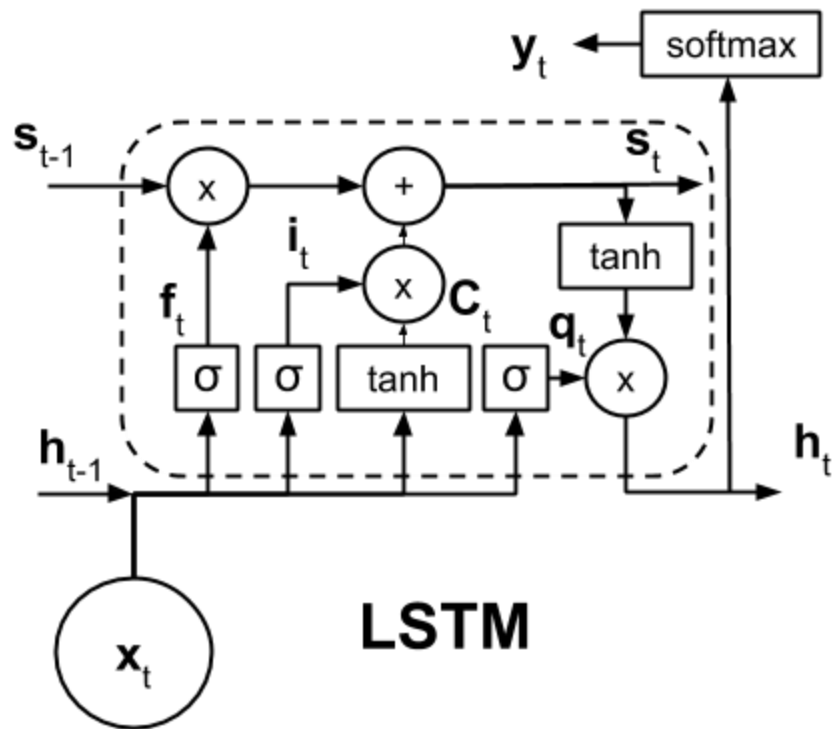 softmax
y_t
s_t-1
s_t
x
+
i_t
tanh
x
C_t
f_t
q_t
σ
σ
tanh
σ
x
h_t-1
h_t
LSTM
x_t